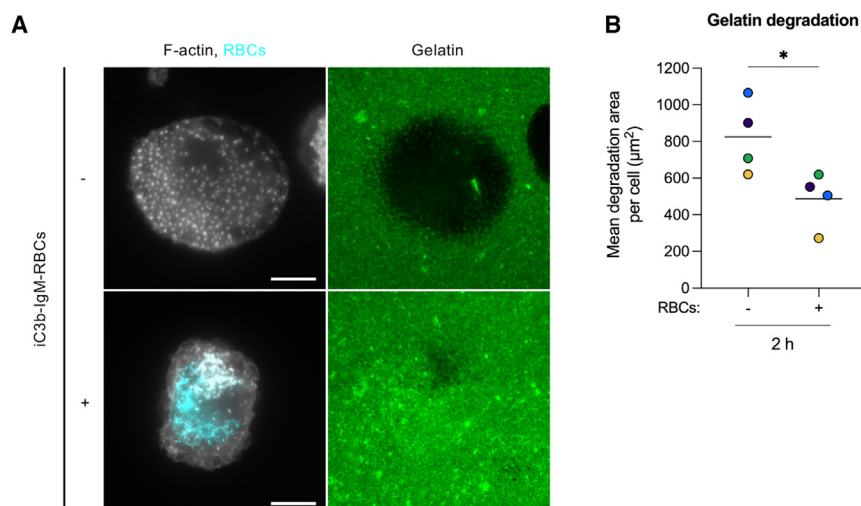 A
F-actin, RBCs
Gelatin
iC3b-IgM-RBCs
-
+
B
Gelatin degradation
*
Mean degradation area
per cell (µm²)
1200
1000
800
600
400
200
0
RBCs:
-
+
2 h